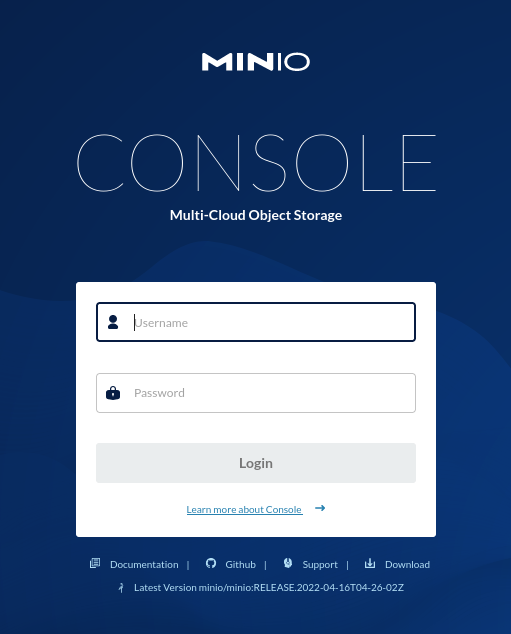 MINIO
CONSOLE
Multi-Cloud Object Storage
Username
Password
Login
Learn more about Console
Documentation | Github | Support | Download
Latest Version minio/minio:RELEASE.2022-04-16T04-26-02Z